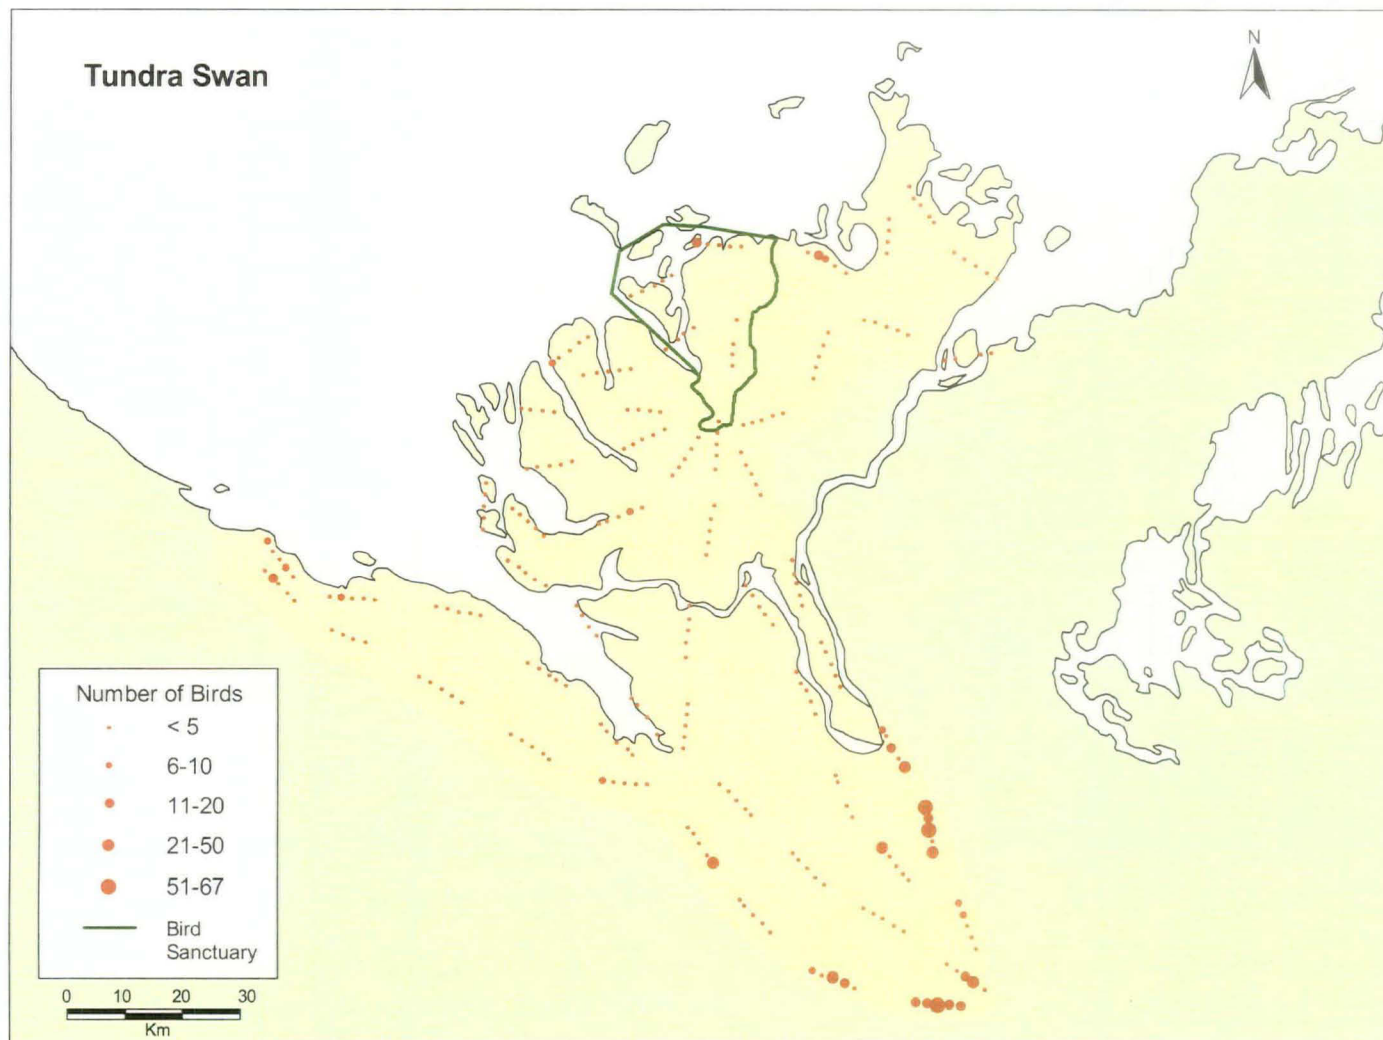 Tundra Swan
N
Number of Birds
< 5
6-10
11-20
21-50
51-67
Bird
Sanctuary
0 10 20 30
Km